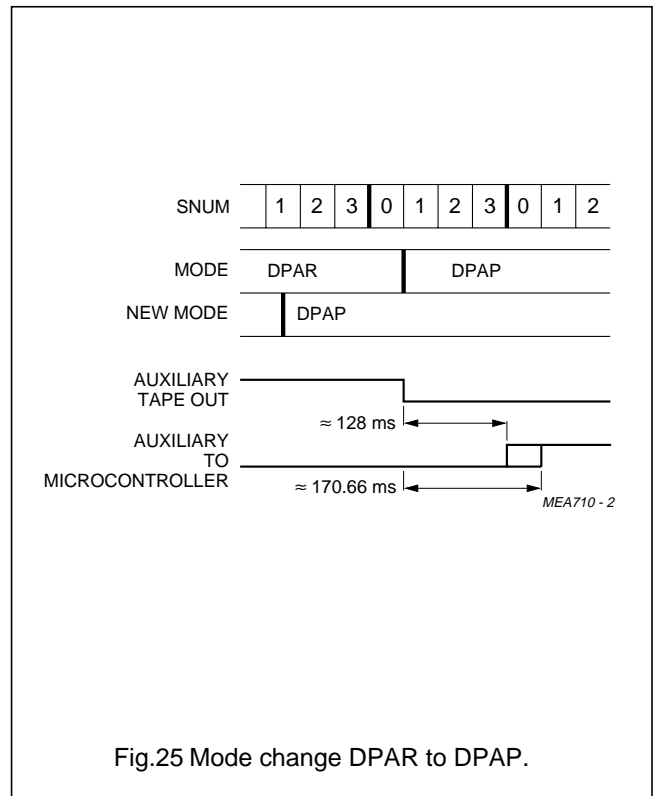 SNUM 1 2 3 0 1 2 3 0 1 2
MODE DPAR DPAP
NEW MODE DPAP
AUXILIARY
TAPE OUT
≈ 128 ms
AUXILIARY
TO
MICROCONTROLLER
≈ 170.66 ms
MEA710 - 2
Fig.25 Mode change DPAR to DPAP.